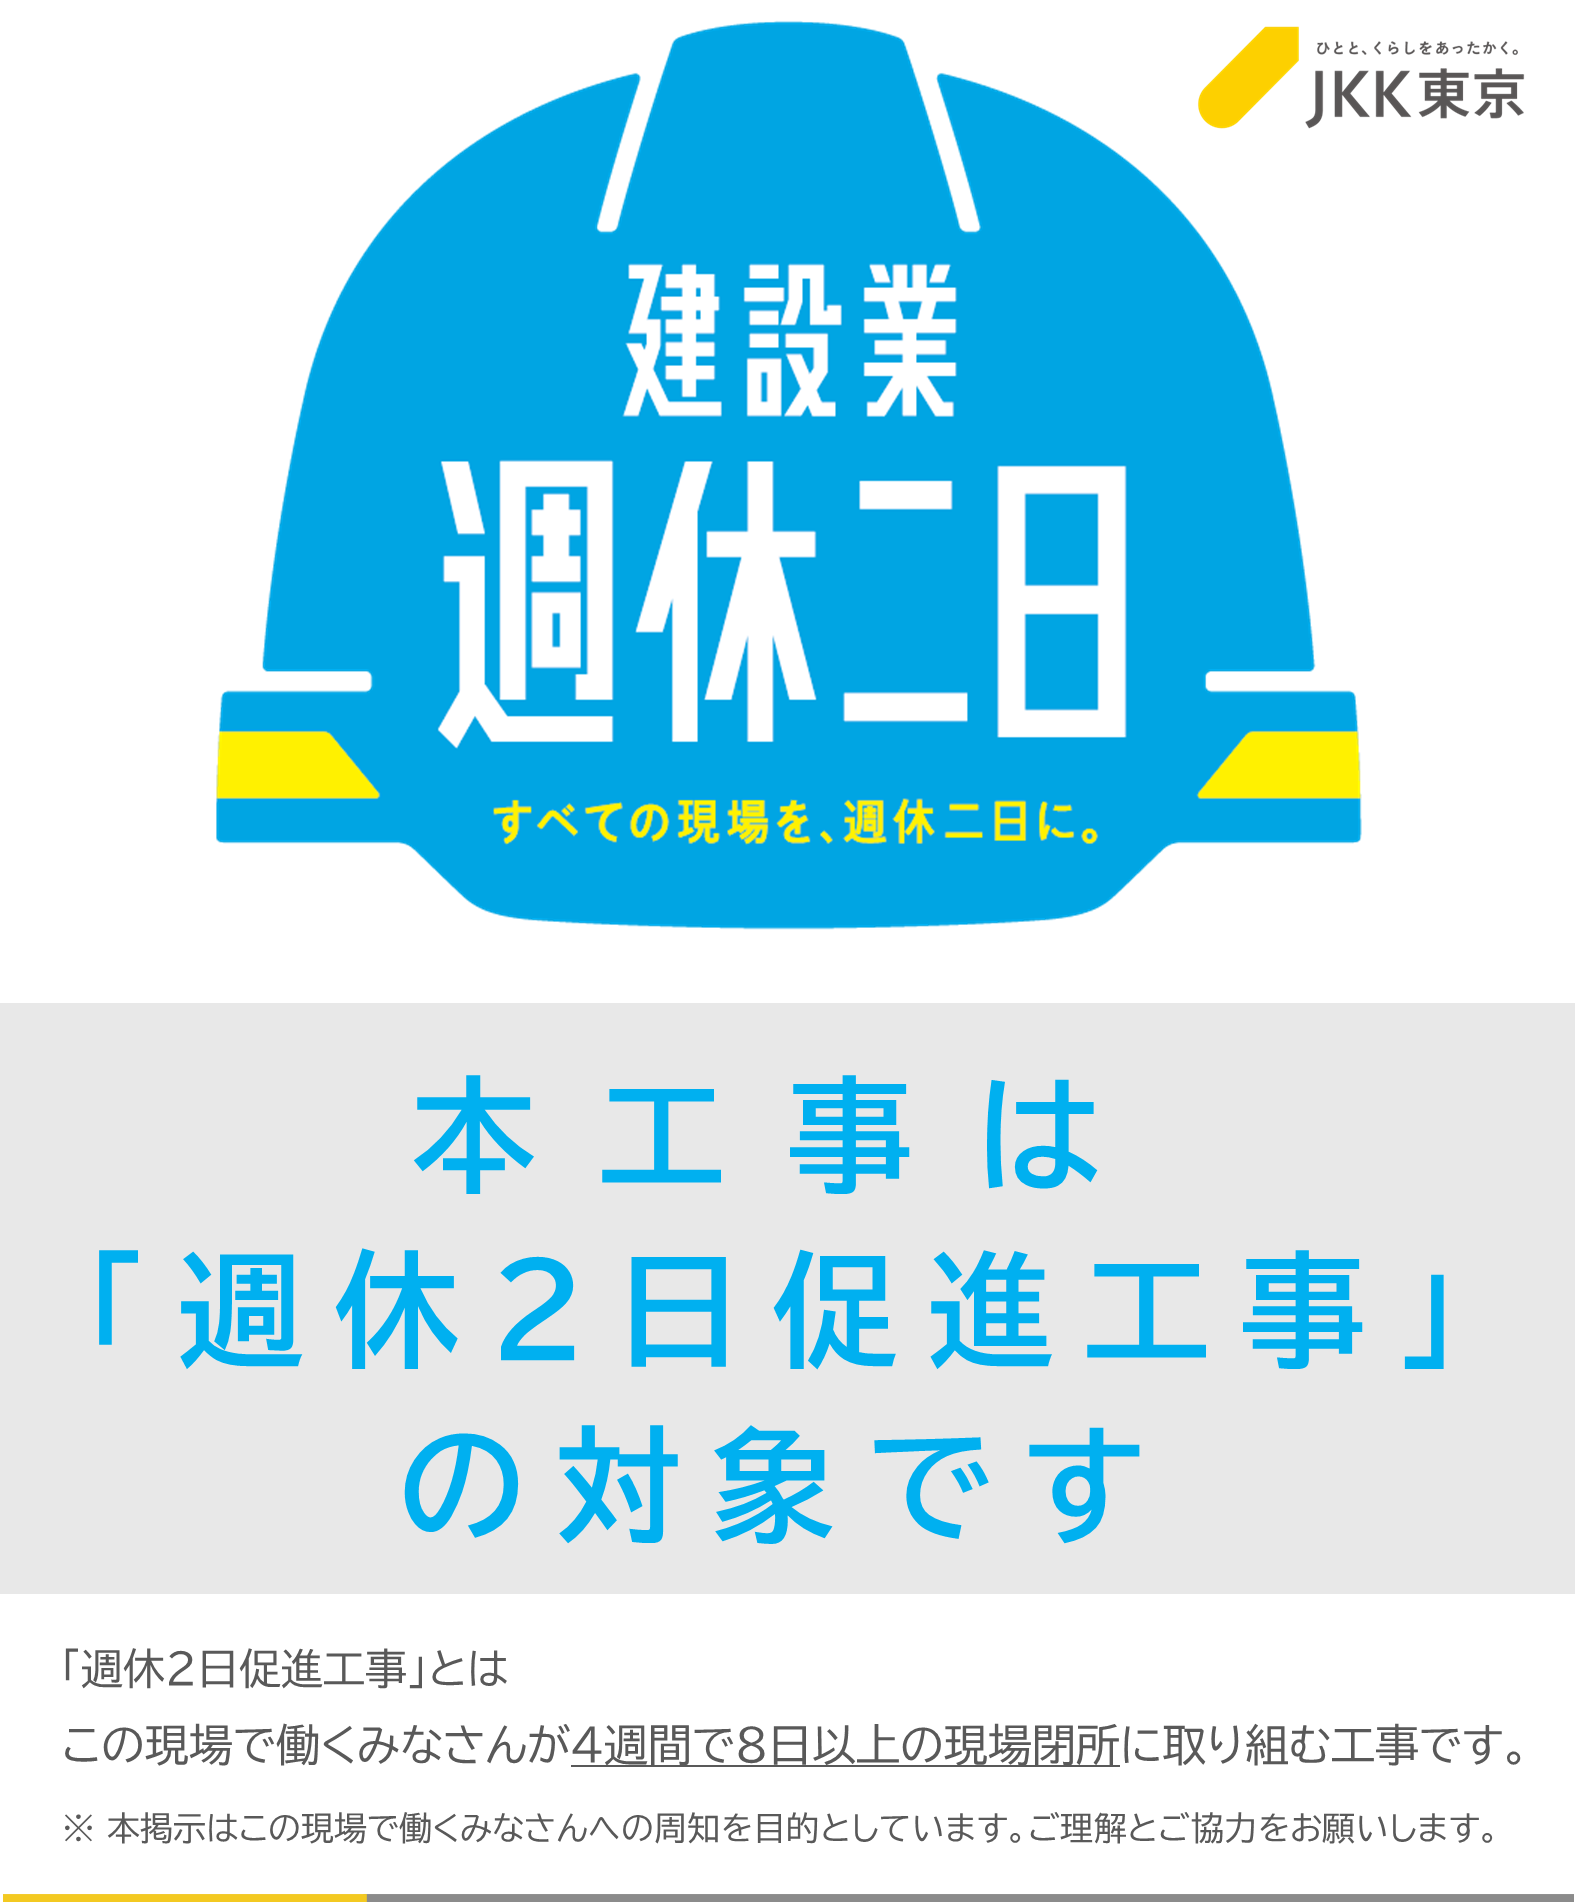 ひとと、くらしをあったかく。
JKK東京
建設業
週休二日
すべての現場を、週休二日に。
本工事は
「週休2日促進工事」
の対象です
「週休2日促進工事」とは
この現場で働くみなさんが4週間で8日以上の現場閉所に取り組む工事です。
※ 本掲示はこの現場で働くみなさんへの周知を目的としています。ご理解とご協力をお願いします。